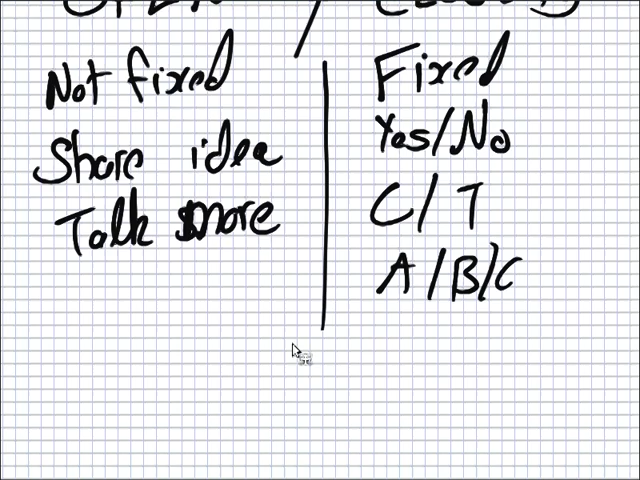 Not fixed
Share idea
Talk more
Fixed
Yes/No
C/T
A/B/C